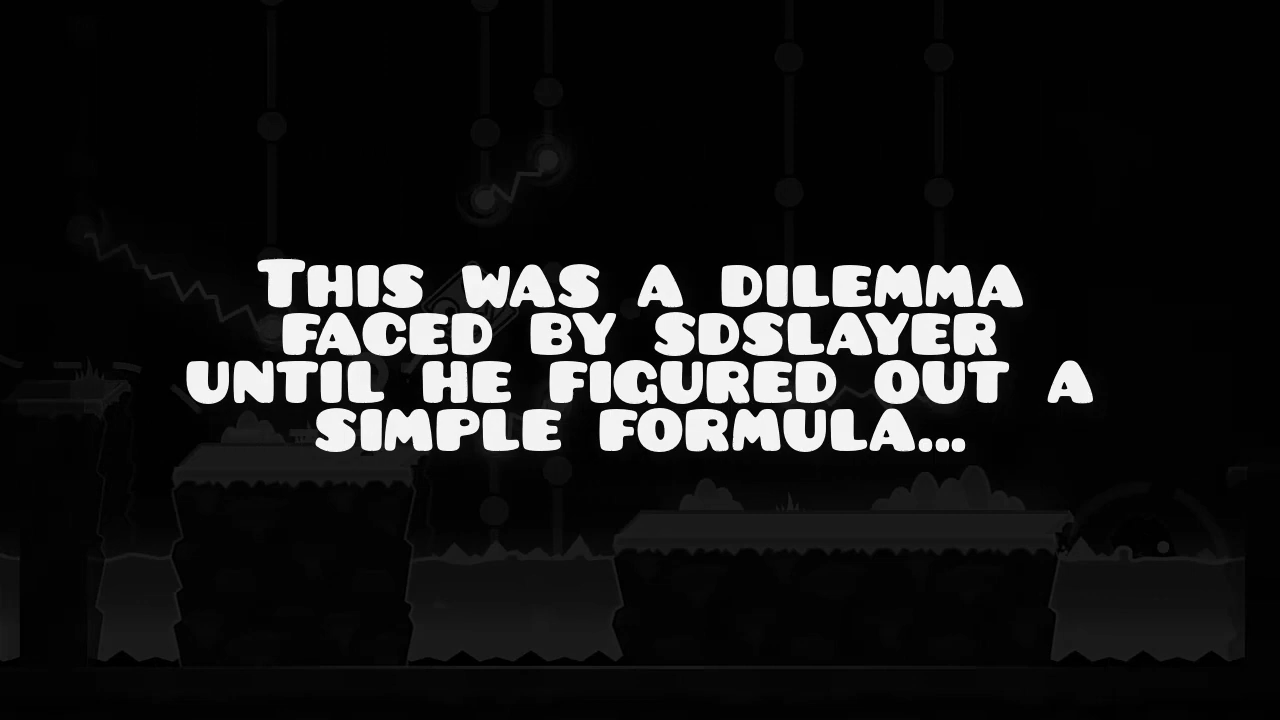 This was a dilemma
faced by sdslayer
until he figured out a
simple formula...